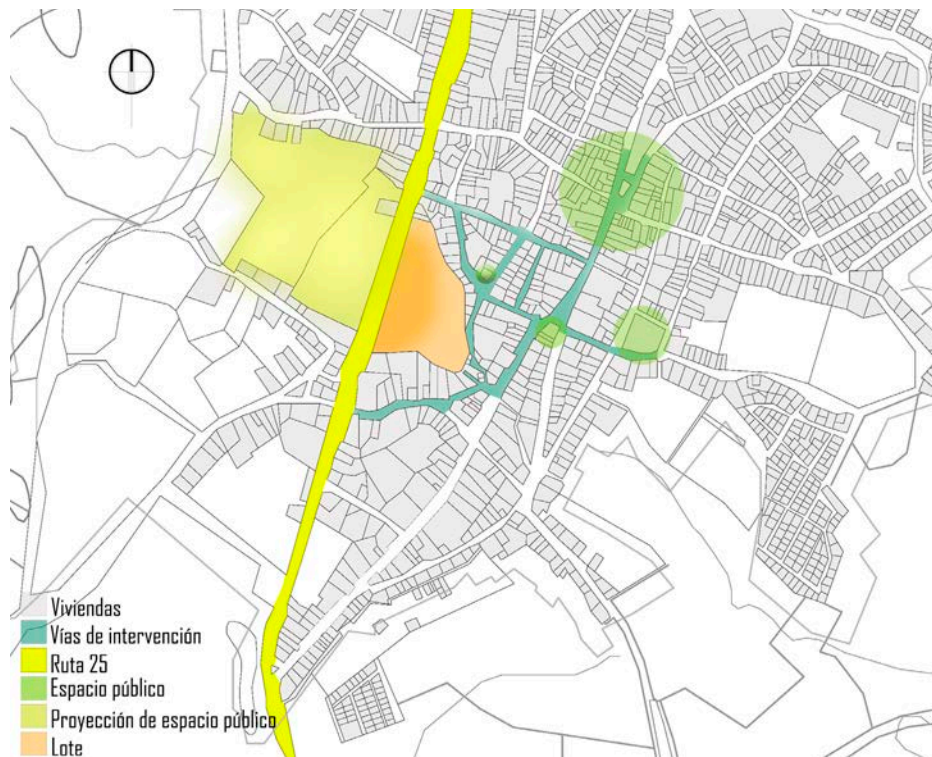 Viviendas
Vías de intervención
Ruta 25
Espacio público
Proyección de espacio público
Lote